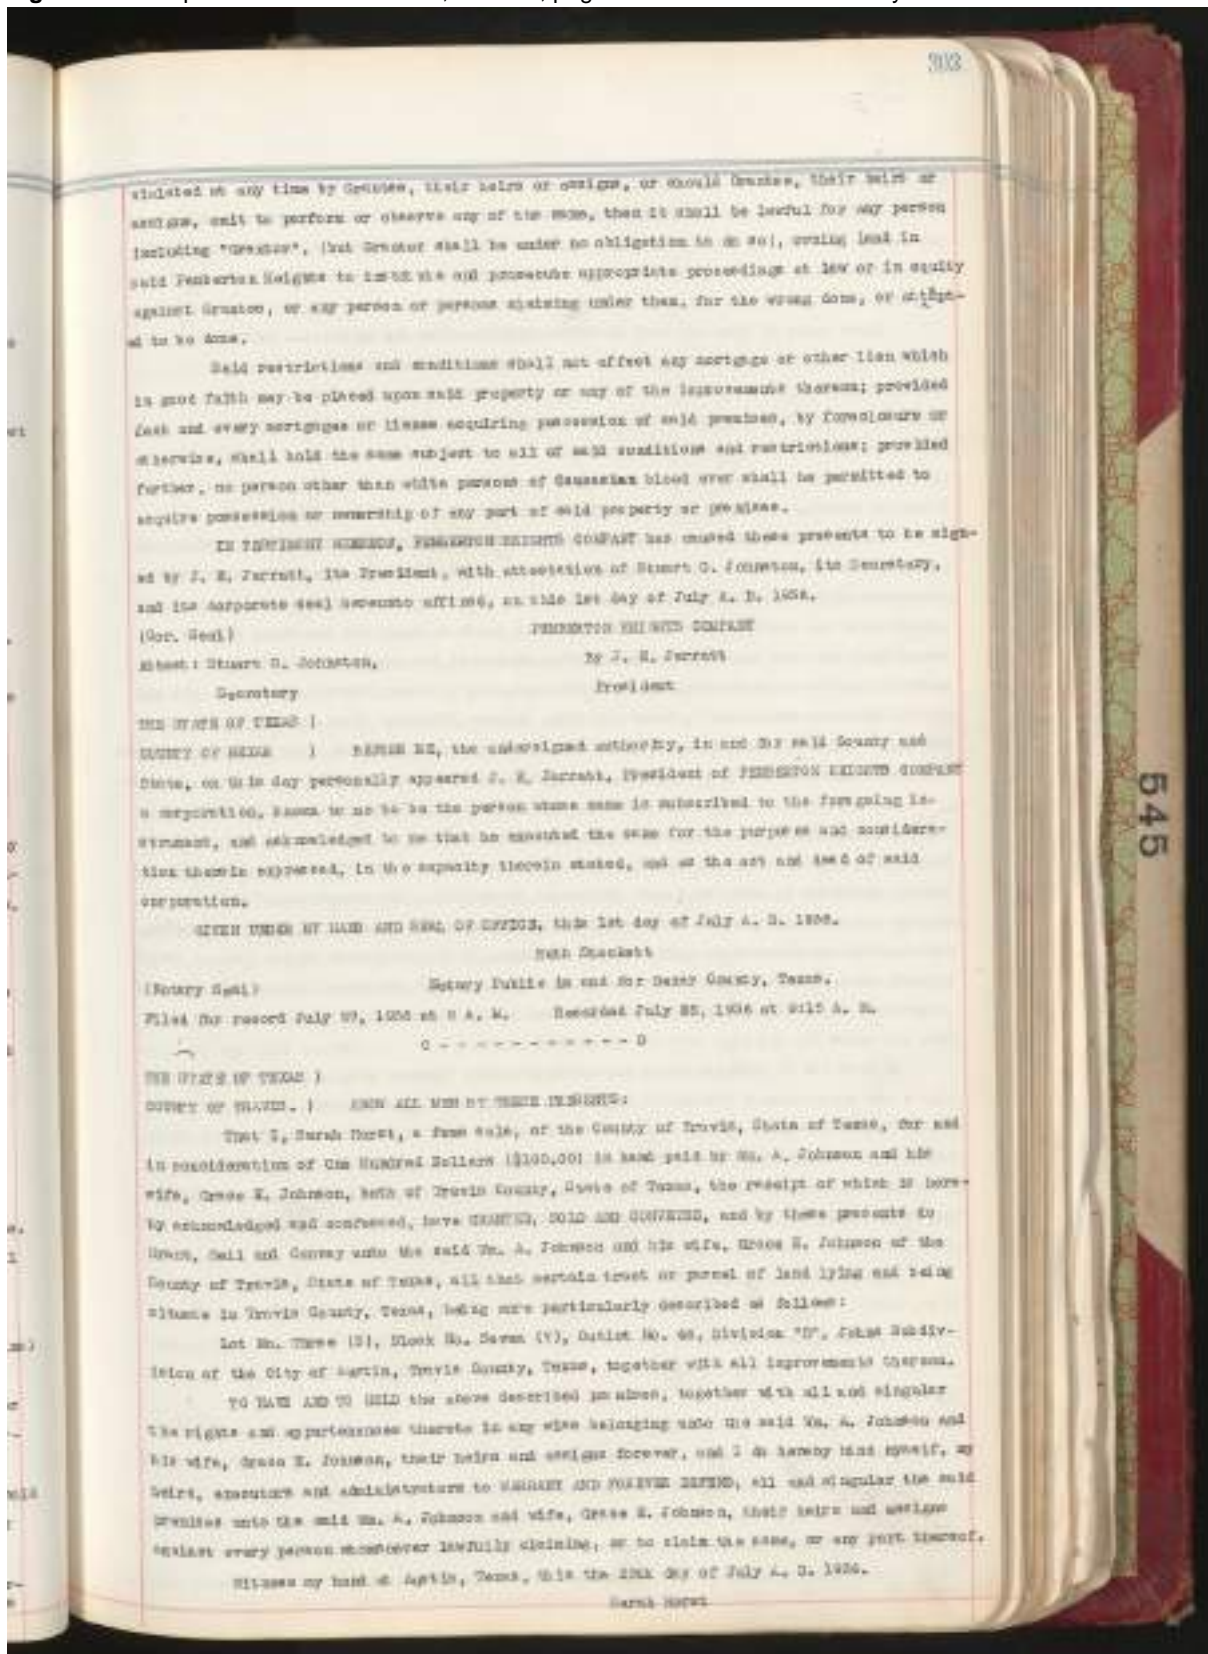 303
violated at any time by Grantee, their heirs or assigns, or should Grantee, their heirs or
assigns, omit to perform or observe any of the same, then it shall be lawful for any person
including "Grantor", (but Grantor shall be under no obligation to do so), owning land in
said Pemberton Heights to institute and prosecute appropriate proceedings at law or in equity
against Grantee, or any person or persons claiming under them, for the wrong done, or attempt-
ed to be done.
Said restrictions and conditions shall not affect any mortgage or other lien which
in good faith may be placed upon said property or any of the improvements thereon; provided
each and every mortgagee or lienee acquiring possession of said premises, by foreclosure or
otherwise, shall hold the same subject to all of said conditions and restrictions; provided
further, no person other than white persons of Caucasian blood ever shall be permitted to
acquire possession or ownership of any part of said property or premises.
IN TESTIMONY WHEREOF, PEMBERTON HEIGHTS COMPANY has caused these presents to be sign-
ed by J. H. Jarratt, its President, with attestation of Stuart G. Johnston, its Secretary,
and its corporate seal hereunto affixed, on this 1st day of July A. D. 1936.
(Cor. Seal) PEMBERTON HEIGHTS COMPANY
Attest: Stuart G. Johnston, By J. H. Jarratt
Secretary President
THE STATE OF TEXAS )
COUNTY OF BEXAR ) BEFORE ME, the undersigned authority, in and for said County and
State, on this day personally appeared J. H. Jarratt, President of PEMBERTON HEIGHTS COMPANY
a corporation, known to me to be the person whose name is subscribed to the foregoing in-
strument, and acknowledged to me that he executed the same for the purposes and considera-
tion therein expressed, in the capacity therein stated, and as the act and deed of said
corporation.
GIVEN UNDER MY HAND AND SEAL OF OFFICE, this 1st day of July A. D. 1936.
Ruth
(Notary Seal) Notary Public in and for Bexar County, Texas.
Filed for record July 1936 at 8 A. M. Recorded July 1936 at 9:15 A. M.
O - - - - - - - - - - - - O
THE STATE OF TEXAS )
COUNTY OF TRAVIS. ) KNOW ALL MEN BY THESE PRESENTS:
That I, Sarah Horst, a feme sole, of the County of Travis, State of Texas, for and
in consideration of One Hundred Dollars ($100.00) in hand paid by Wm. A. Johnson and his
wife, Grace E. Johnson, both of Travis County, State of Texas, the receipt of which is here-
by acknowledged and confessed, have GRANTED, SOLD AND CONVEYED, and by these presents do
Grant, Sell and Convey unto the said Wm. A. Johnson and his wife, Grace E. Johnson of the
County of Travis, State of Texas, all that certain tract or parcel of land lying and being
situate in Travis County, Texas, being more particularly described as follows:
Lot No. Three (3), Block No. Seven (7), Outlot No. Division "D", Johns Subdiv-
ision of the City of Austin, Travis County, Texas, together with all improvements thereon.
TO HAVE AND TO HOLD the above described premises, together with all and singular
the rights and appurtenances thereto in any wise belonging unto the said Wm. A. Johnson and
his wife, Grace E. Johnson, their heirs and assigns forever, and I do hereby bind myself, my
heirs, executors and administrators to WARRANT AND FOREVER DEFEND, all and singular the said
premises unto the said Wm. A. Johnson and wife, Grace E. Johnson, their heirs and assigns
against every person whomsoever lawfully claiming, or to claim the same, or any part thereof.
Witness my hand at Austin, Texas, this the day of July A. D. 1936.
Sarah Horst
545